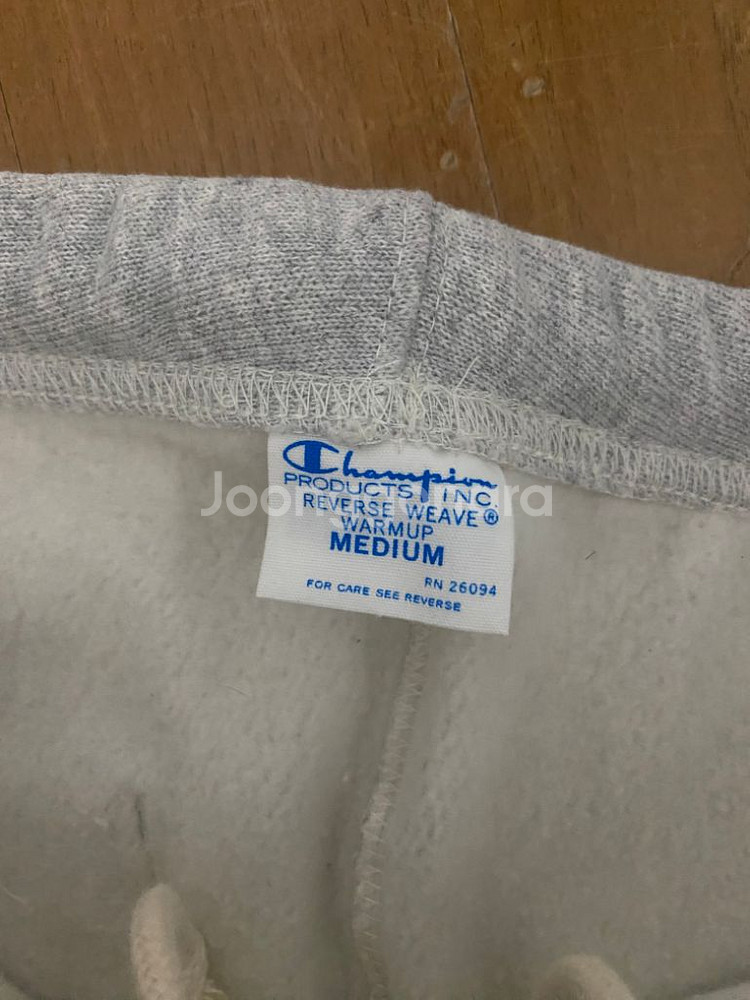 Champion
PRODUCTS, INC.
REVERSE WEAVE®
WARMUP
MEDIUM
RN 26094
FOR CARE SEE REVERSE